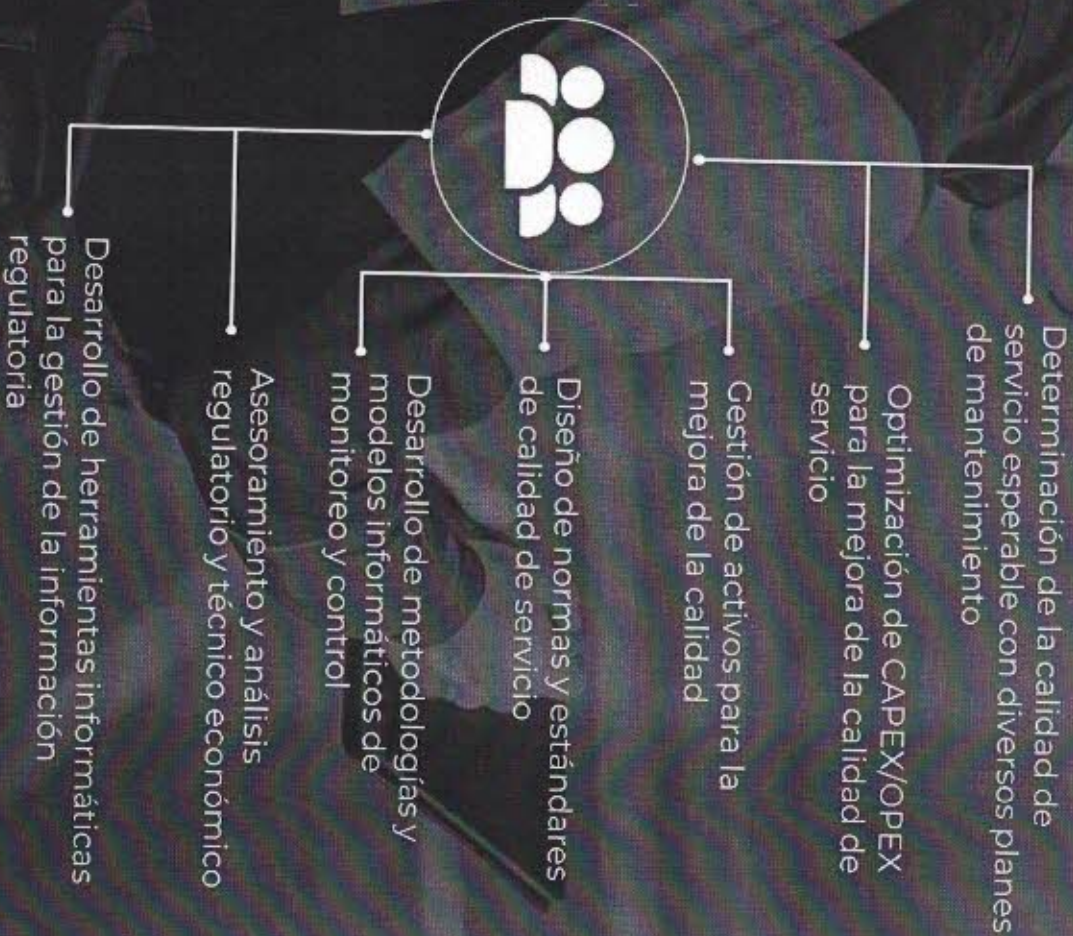 Determinación de la calidad de
servicio esperable con diversos planes
de mantenimiento
Optimización de CAPEX/OPEX
para la mejora de la calidad de
servicio
Gestión de activos para la
mejora de la calidad
Diseño de normas y estándares
de calidad de servicio
Desarrollo de metodologías y
modelos informáticos de
monitoreo y control
Asesoramiento y análisis
regulatorio y técnico económico
Desarrollo de herramientas informáticas
para la gestión de la información
regulatoria